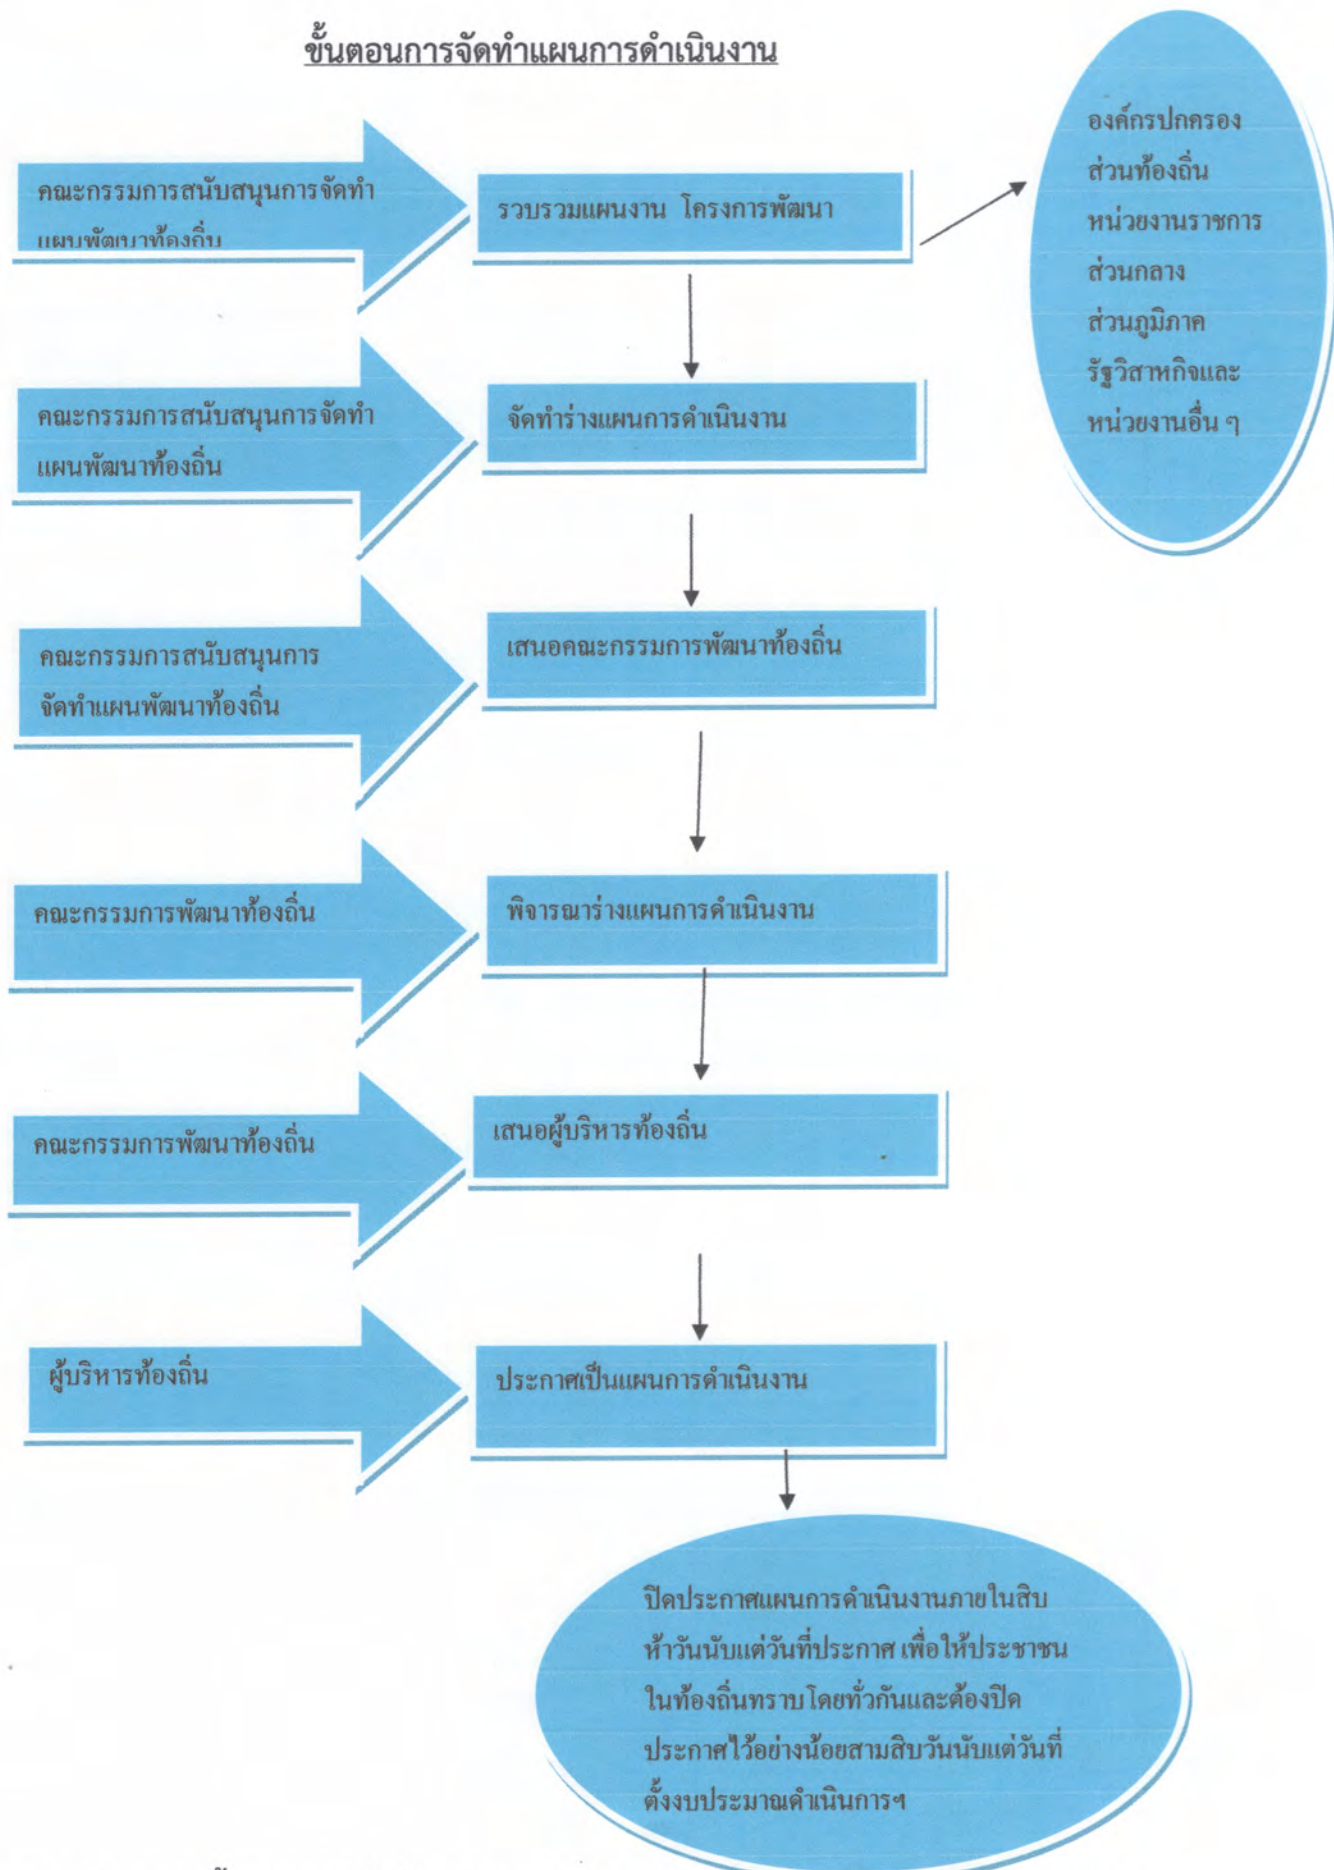 ขั้นตอนการจัดทำแผนการดำเนินงาน
คณะกรรมการสนับสนุนการจัดทำ
แผนพัฒนาท้องถิ่น
รวบรวมแผนงาน โครงการพัฒนา
องค์กรปกครอง
ส่วนท้องถิ่น
หน่วยงานราชการ
ส่วนกลาง
ส่วนภูมิภาค
รัฐวิสาหกิจและ
หน่วยงานอื่น ๆ
คณะกรรมการสนับสนุนการจัดทำ
แผนพัฒนาท้องถิ่น
จัดทำร่างแผนการดำเนินงาน
คณะกรรมการสนับสนุนการ
จัดทำแผนพัฒนาท้องถิ่น
เสนอคณะกรรมการพัฒนาท้องถิ่น
คณะกรรมการพัฒนาท้องถิ่น
พิจารณาร่างแผนการดำเนินงาน
คณะกรรมการพัฒนาท้องถิ่น
เสนอผู้บริหารท้องถิ่น
ผู้บริหารท้องถิ่น
ประกาศเป็นแผนการดำเนินงาน
ปิดประกาศแผนการดำเนินงานภายในสิบ
ห้าวันนับแต่วันที่ประกาศ เพื่อให้ประชาชน
ในท้องถิ่นทราบโดยทั่วกันและต้องปิด
ประกาศไว้อย่างน้อยสามสิบวันนับแต่วันที่
ตั้งงบประมาณดำเนินการฯ